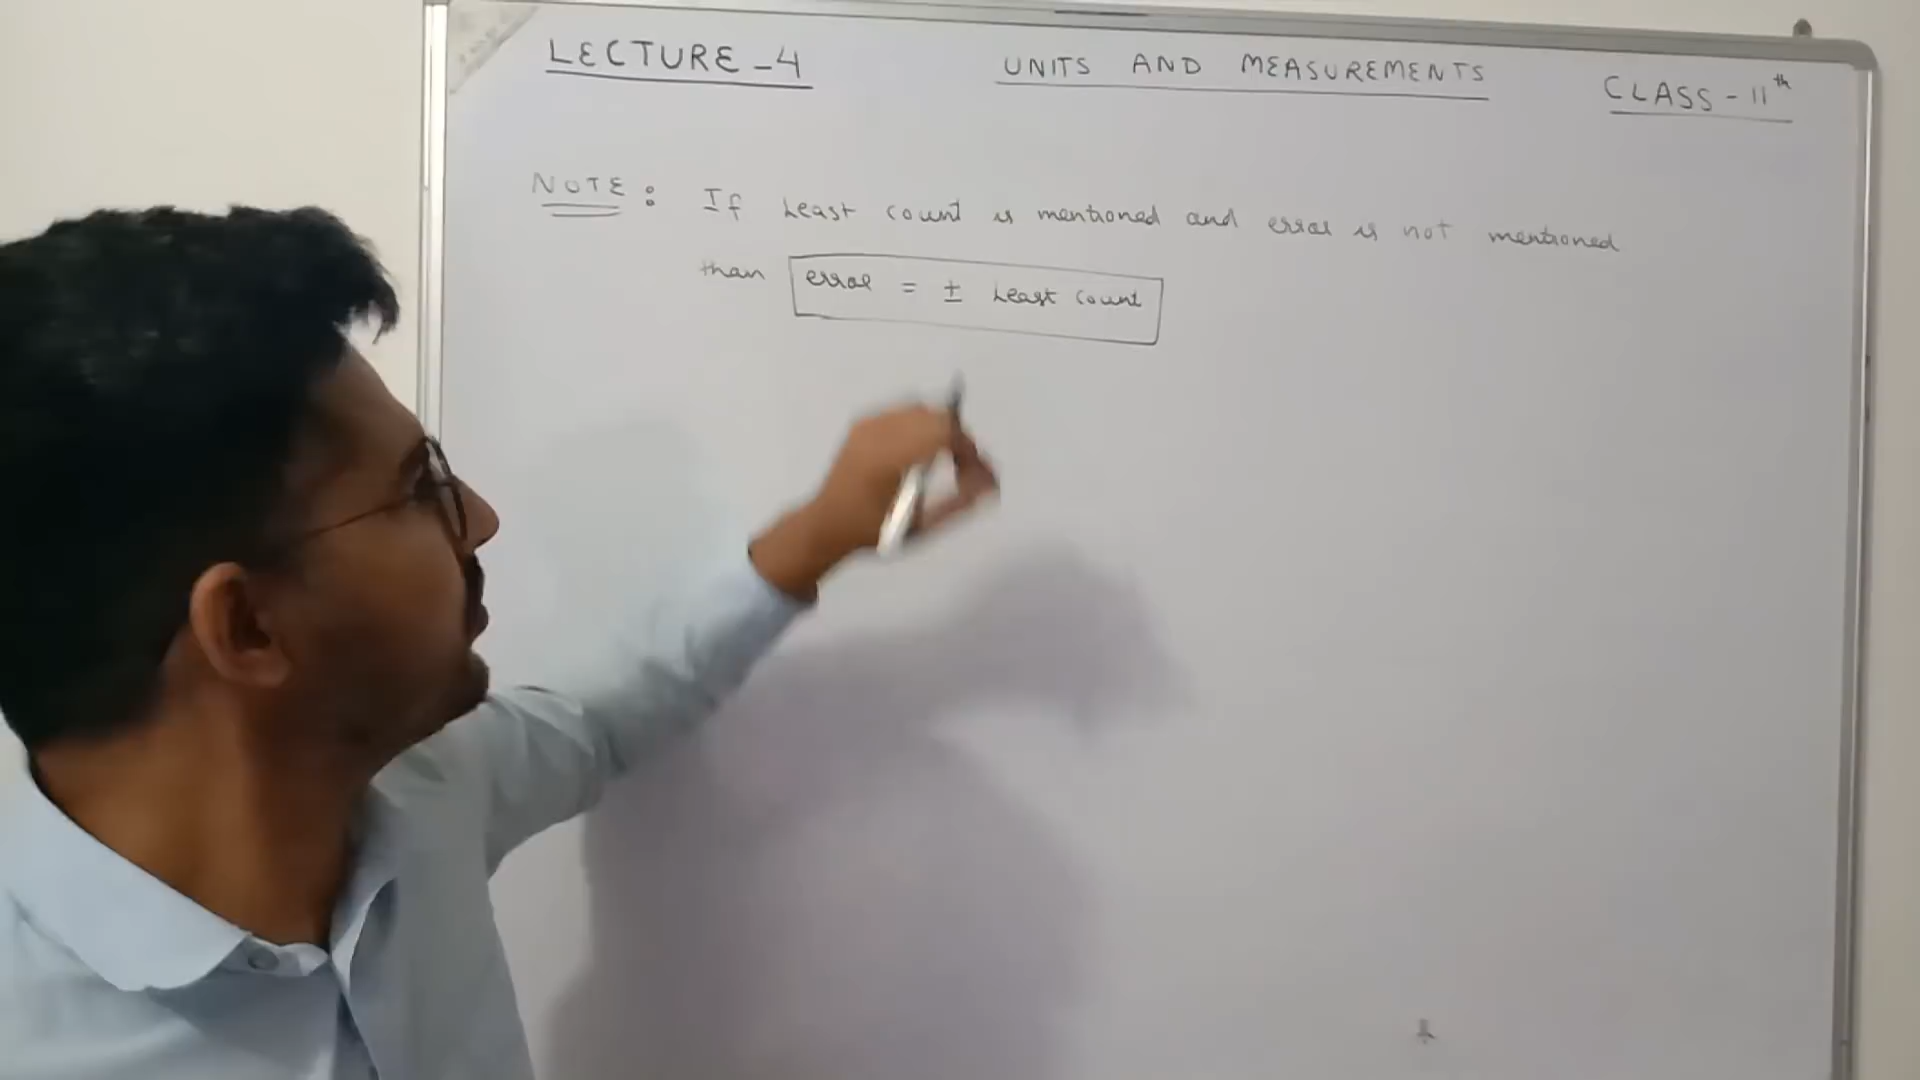 LECTURE - 4
UNITS AND MEASUREMENTS
CLASS - 11th
NOTE : If Least count is mentioned and error is not mentioned
than error = ± Least count